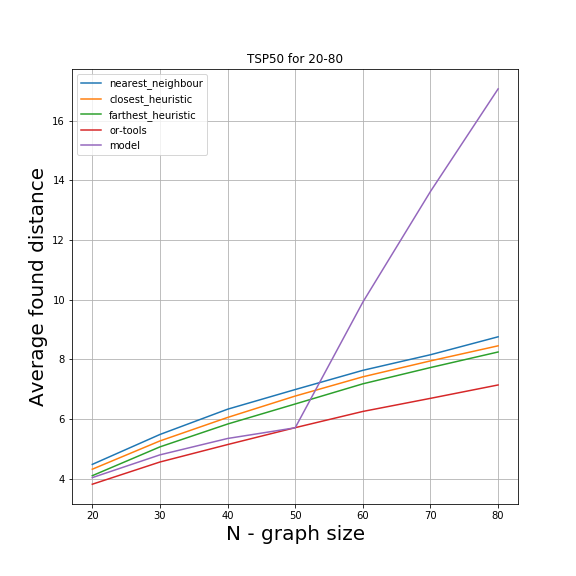 TSP50 for 20-80
nearest_neighbour
closest_heuristic
farthest_heuristic
or-tools
model
Average found distance
16
14
12
10
8
6
4
20 30 40 50 60 70 80
N - graph size